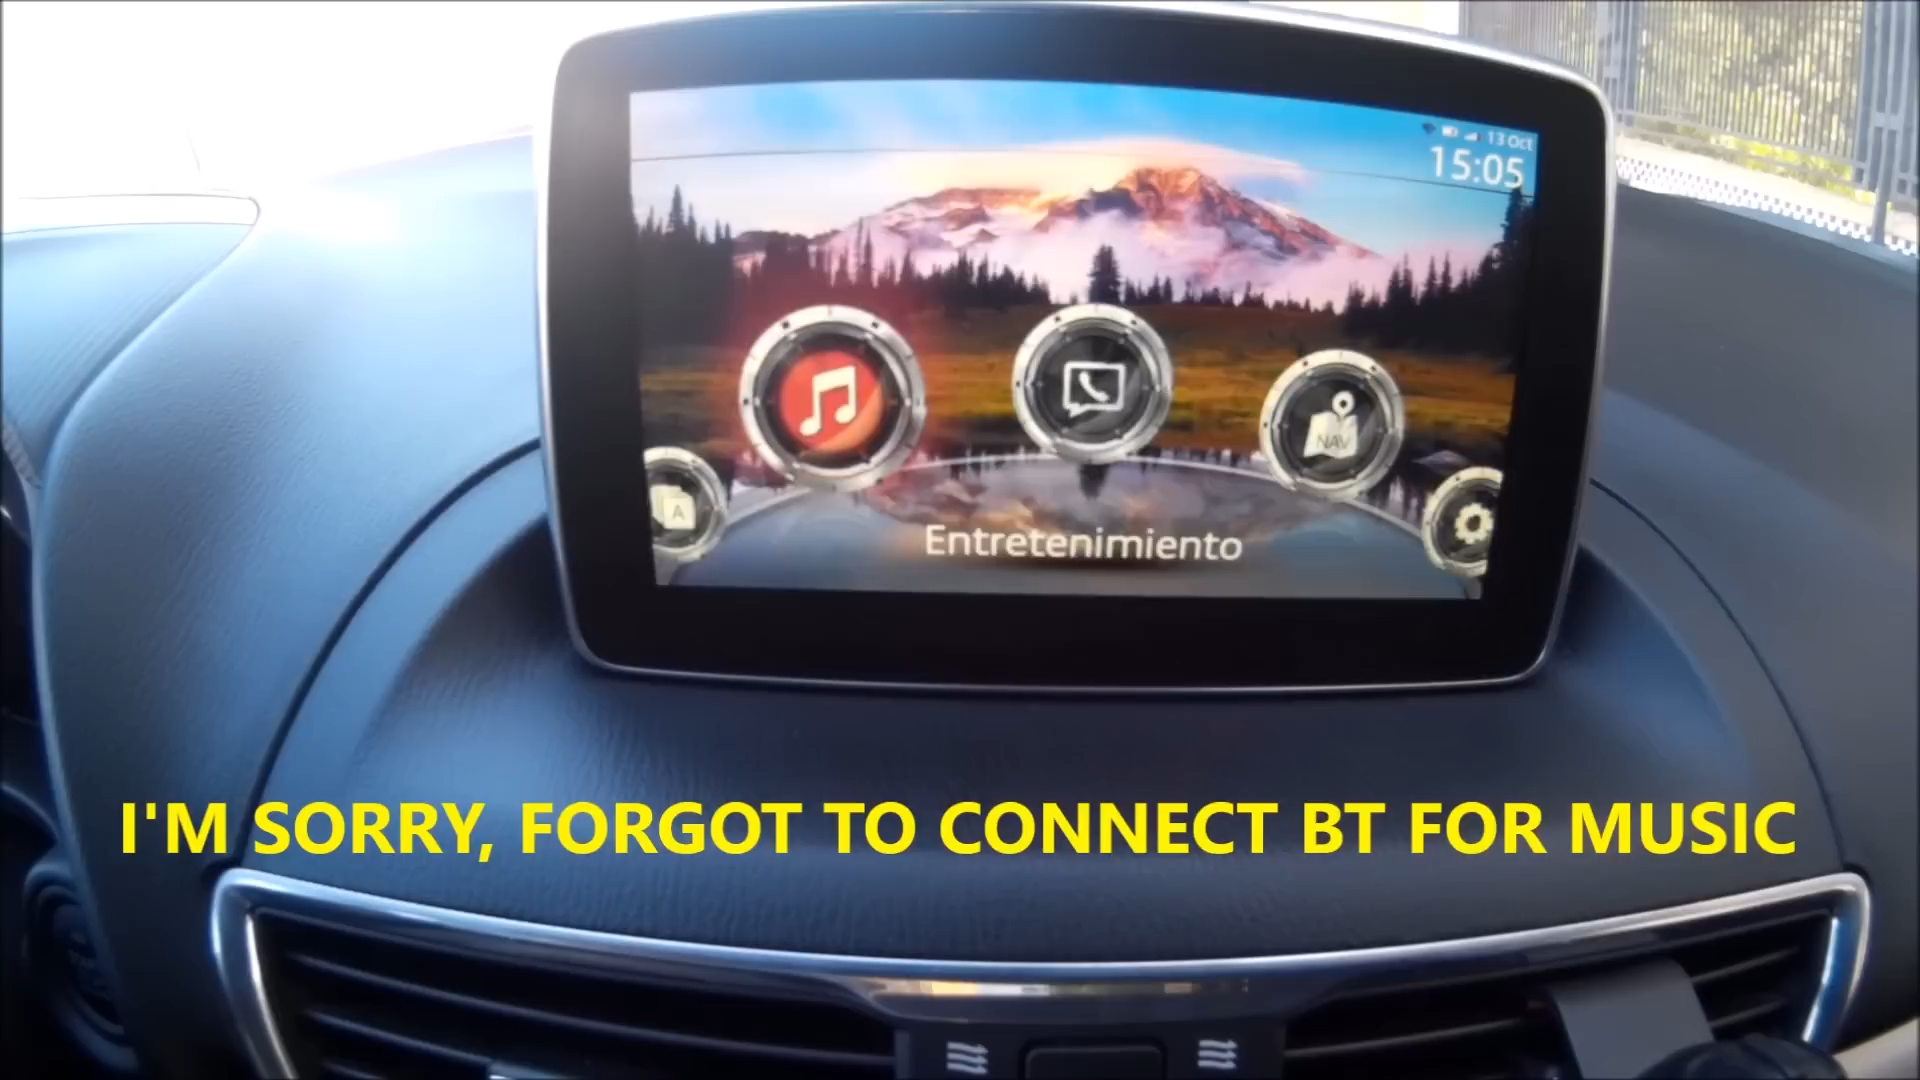 13 Oct
15:05
NAV
A
Entretenimiento
I'M SORRY, FORGOT TO CONNECT BT FOR MUSIC